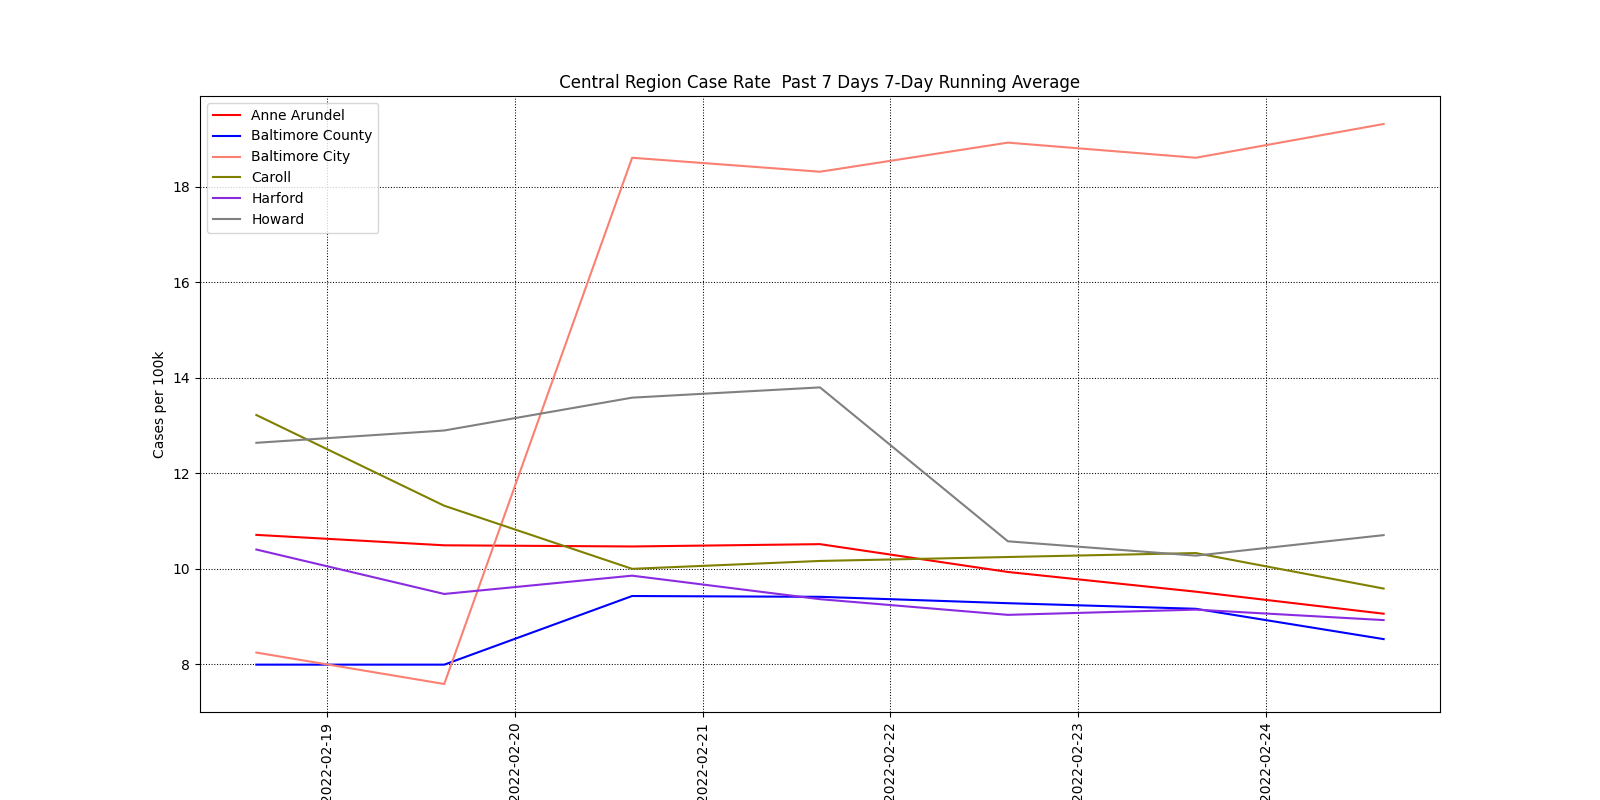 Central Region Case Rate  Past 7 Days 7-Day Running Average
Anne Arundel
Baltimore County
Baltimore City
Caroll
Harford
Howard
18
16
14
12
10
8
Cases per 100k
2022-02-19
2022-02-20
2022-02-21
2022-02-22
2022-02-23
2022-02-24